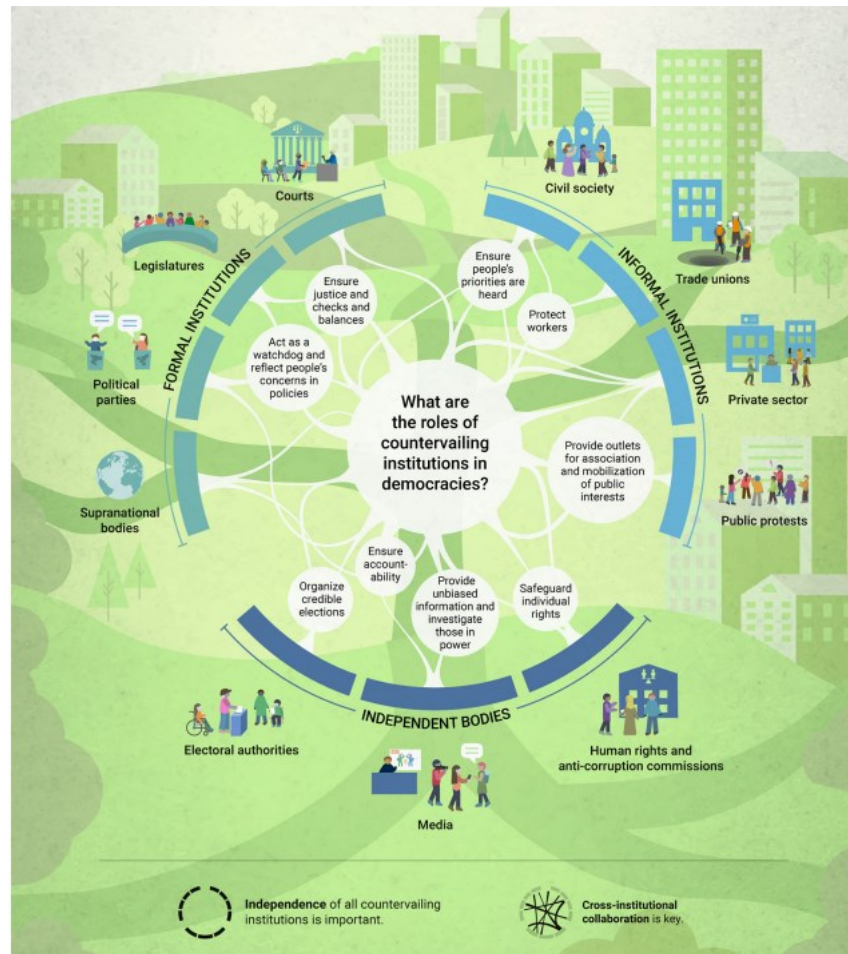 Courts
Civil society
Legislatures
Trade unions
FORMAL INSTITUTIONS
INFORMAL INSTITUTIONS
Ensure
justice and
checks and
balances
Ensure
people's
priorities are
heard
Protect
workers
Act as a
watchdog and
reflect people's
concerns in
policies
Political
parties
Private sector
What are
the roles of
countervailing
institutions in
democracies?
Provide outlets
for association
and mobilization
of public
interests
Supranational
bodies
Public protests
Ensure
account-
ability
Organize
credible
elections
Provide
unbiased
information and
investigate
those in
power
Safeguard
individual
rights
INDEPENDENT BODIES
Electoral authorities
Human rights and
anti-corruption commissions
Media
Independence of all countervailing
institutions is important.
Cross-institutional
collaboration is key.